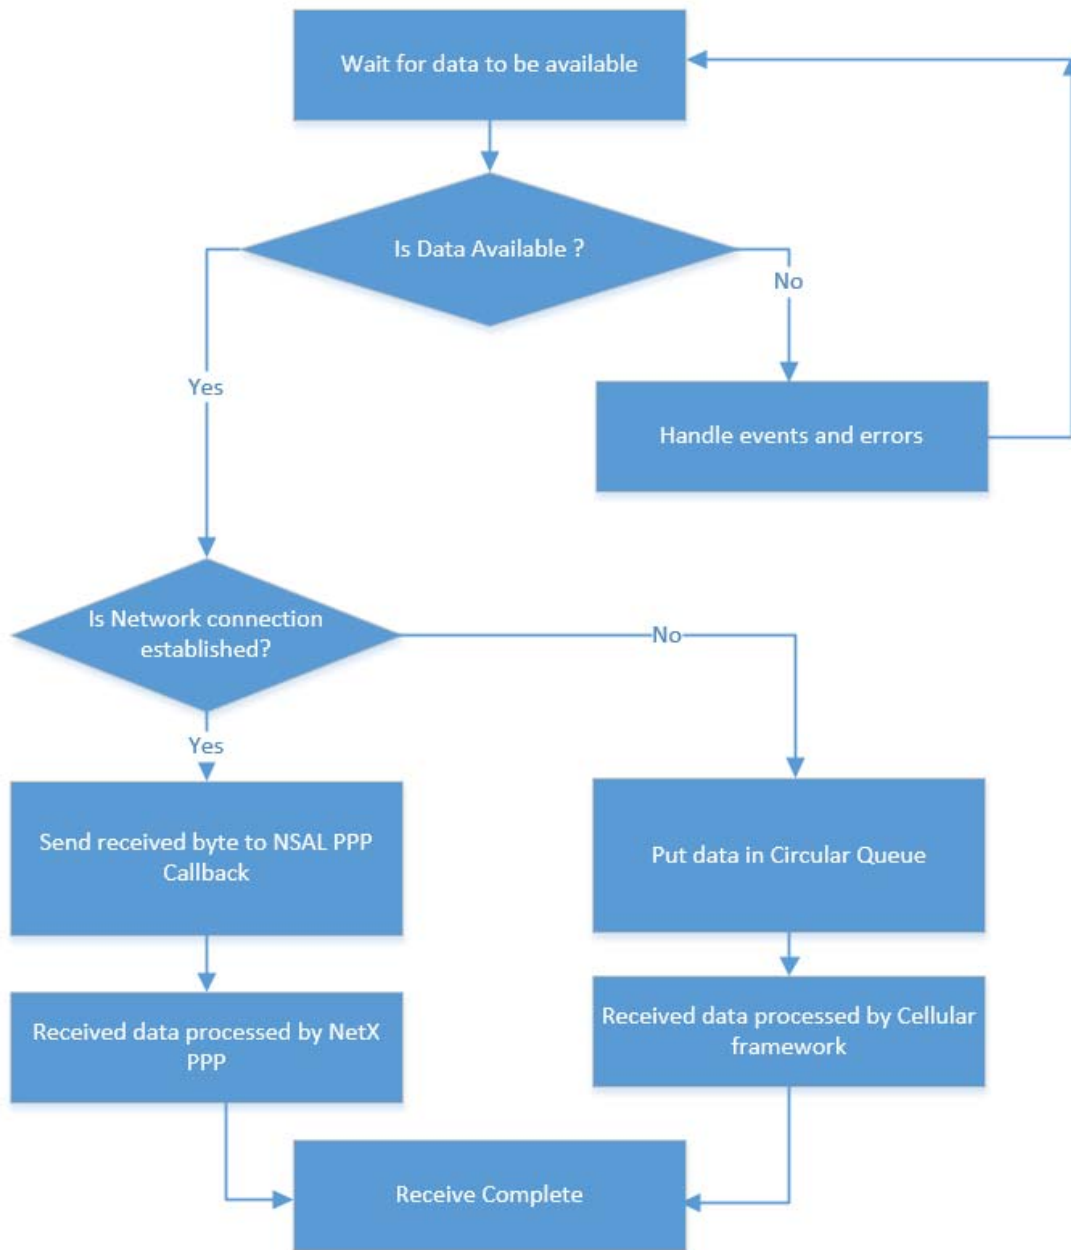 Wait for data to be available
Is Data Available ?
No
Yes
Handle events and errors
Is Network connection
established?
No
Yes
Send received byte to NSAL PPP
Callback
Put data in Circular Queue
Received data processed by NetX
PPP
Received data processed by Cellular
framework
Receive Complete